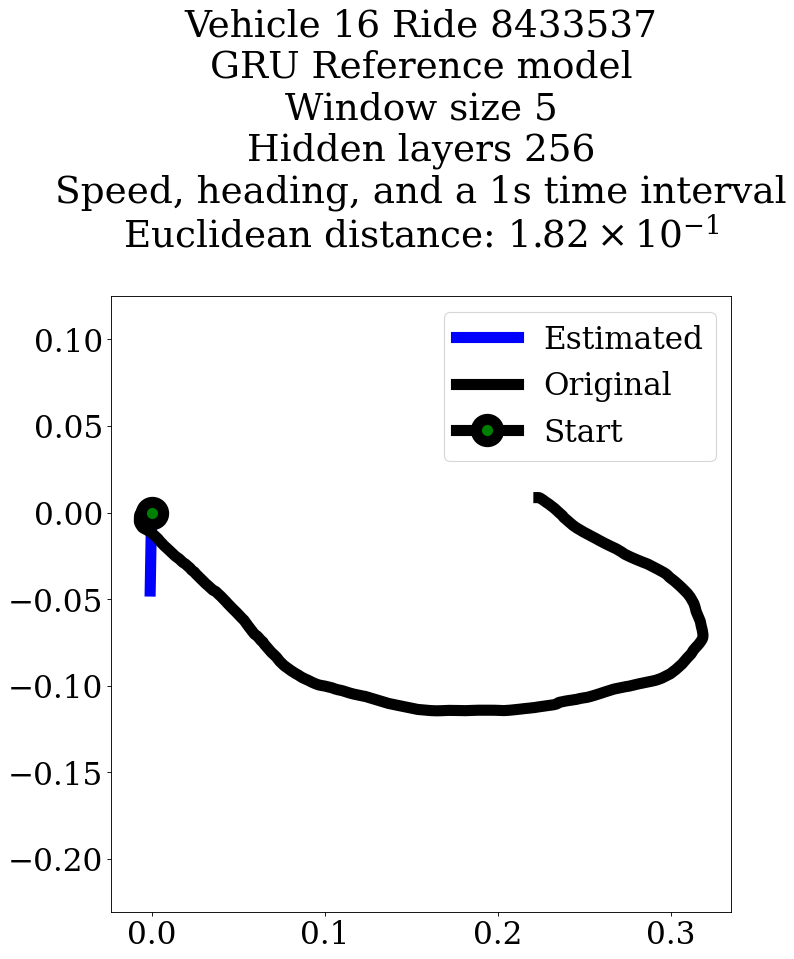 Vehicle 16 Ride 8433537
GRU Reference model
Window size 5
Hidden layers 256
Speed, heading, and a 1s time interval
Euclidean distance: 1.82 × 10⁻¹
Estimated
Original
Start
0.10
0.05
0.00
−0.05
−0.10
−0.15
−0.20
0.0 0.1 0.2 0.3